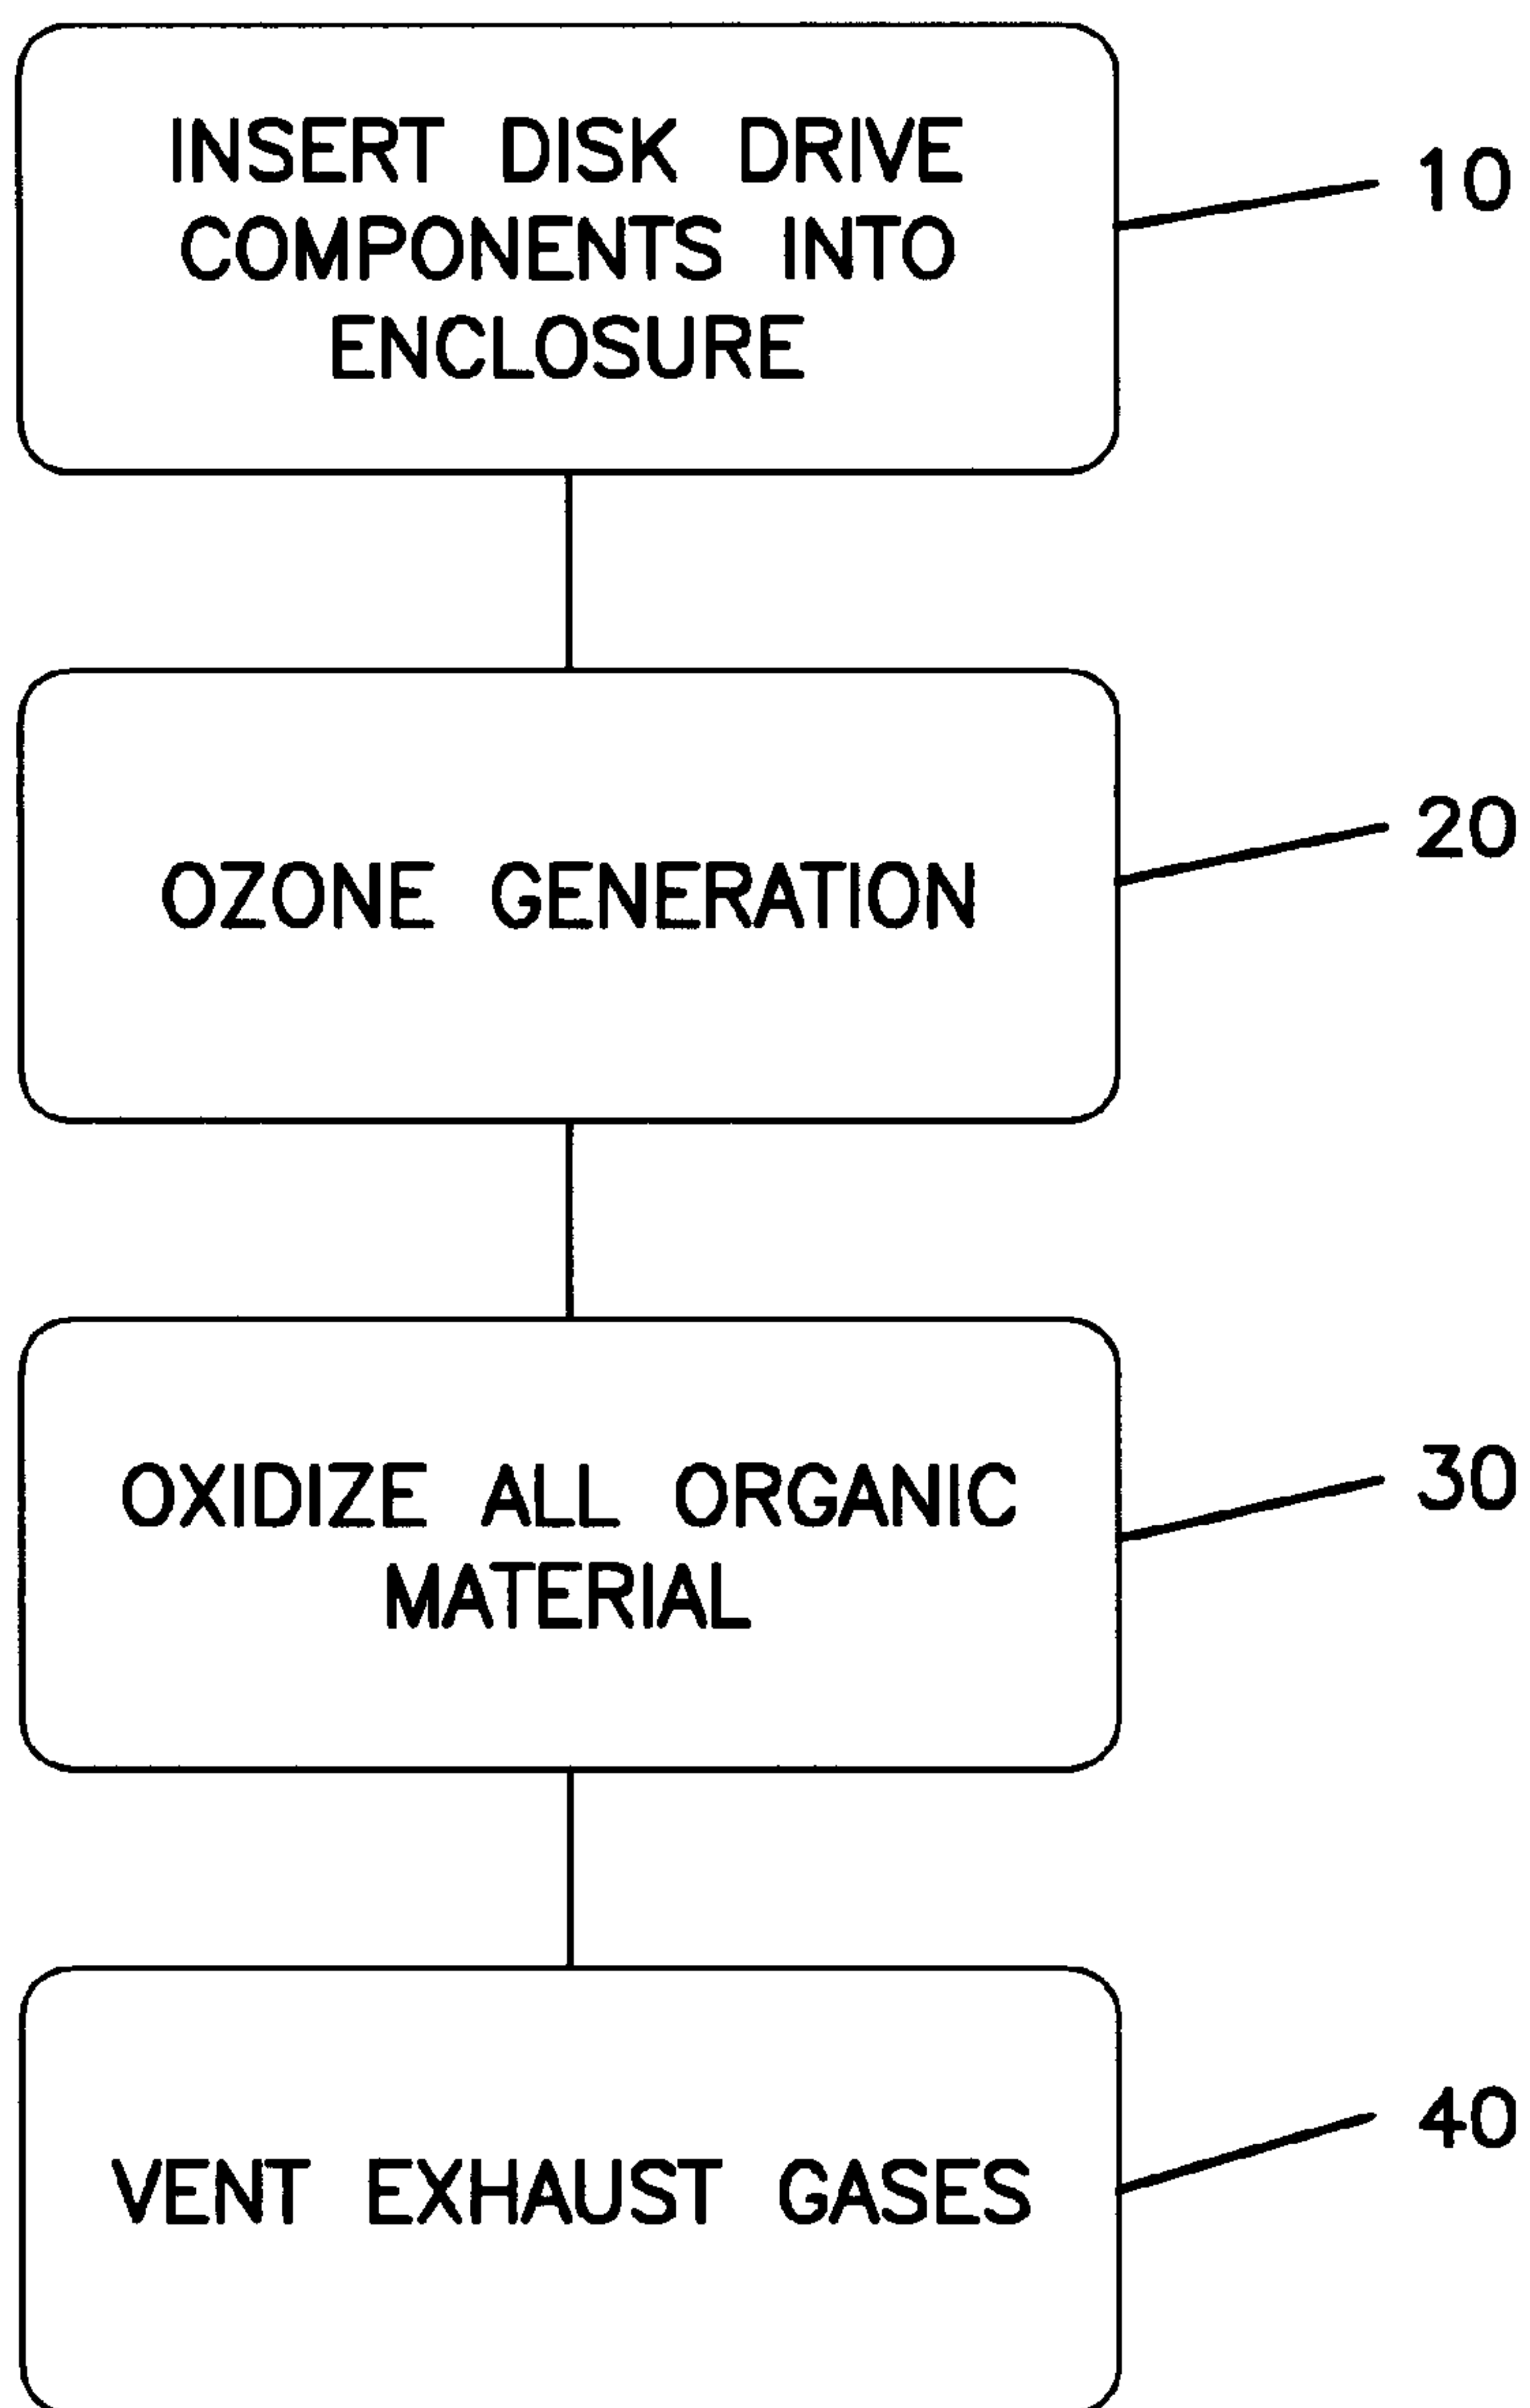 INSERT DISK DRIVE
COMPONENTS INTO
ENCLOSURE
10
OZONE GENERATION
20
OXIDIZE ALL ORGANIC
MATERIAL
30
VENT EXHAUST GASES
40